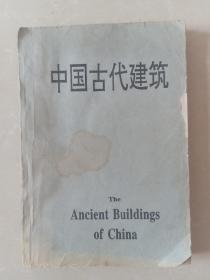 中国古代建筑
The
Ancient Buildings
of China